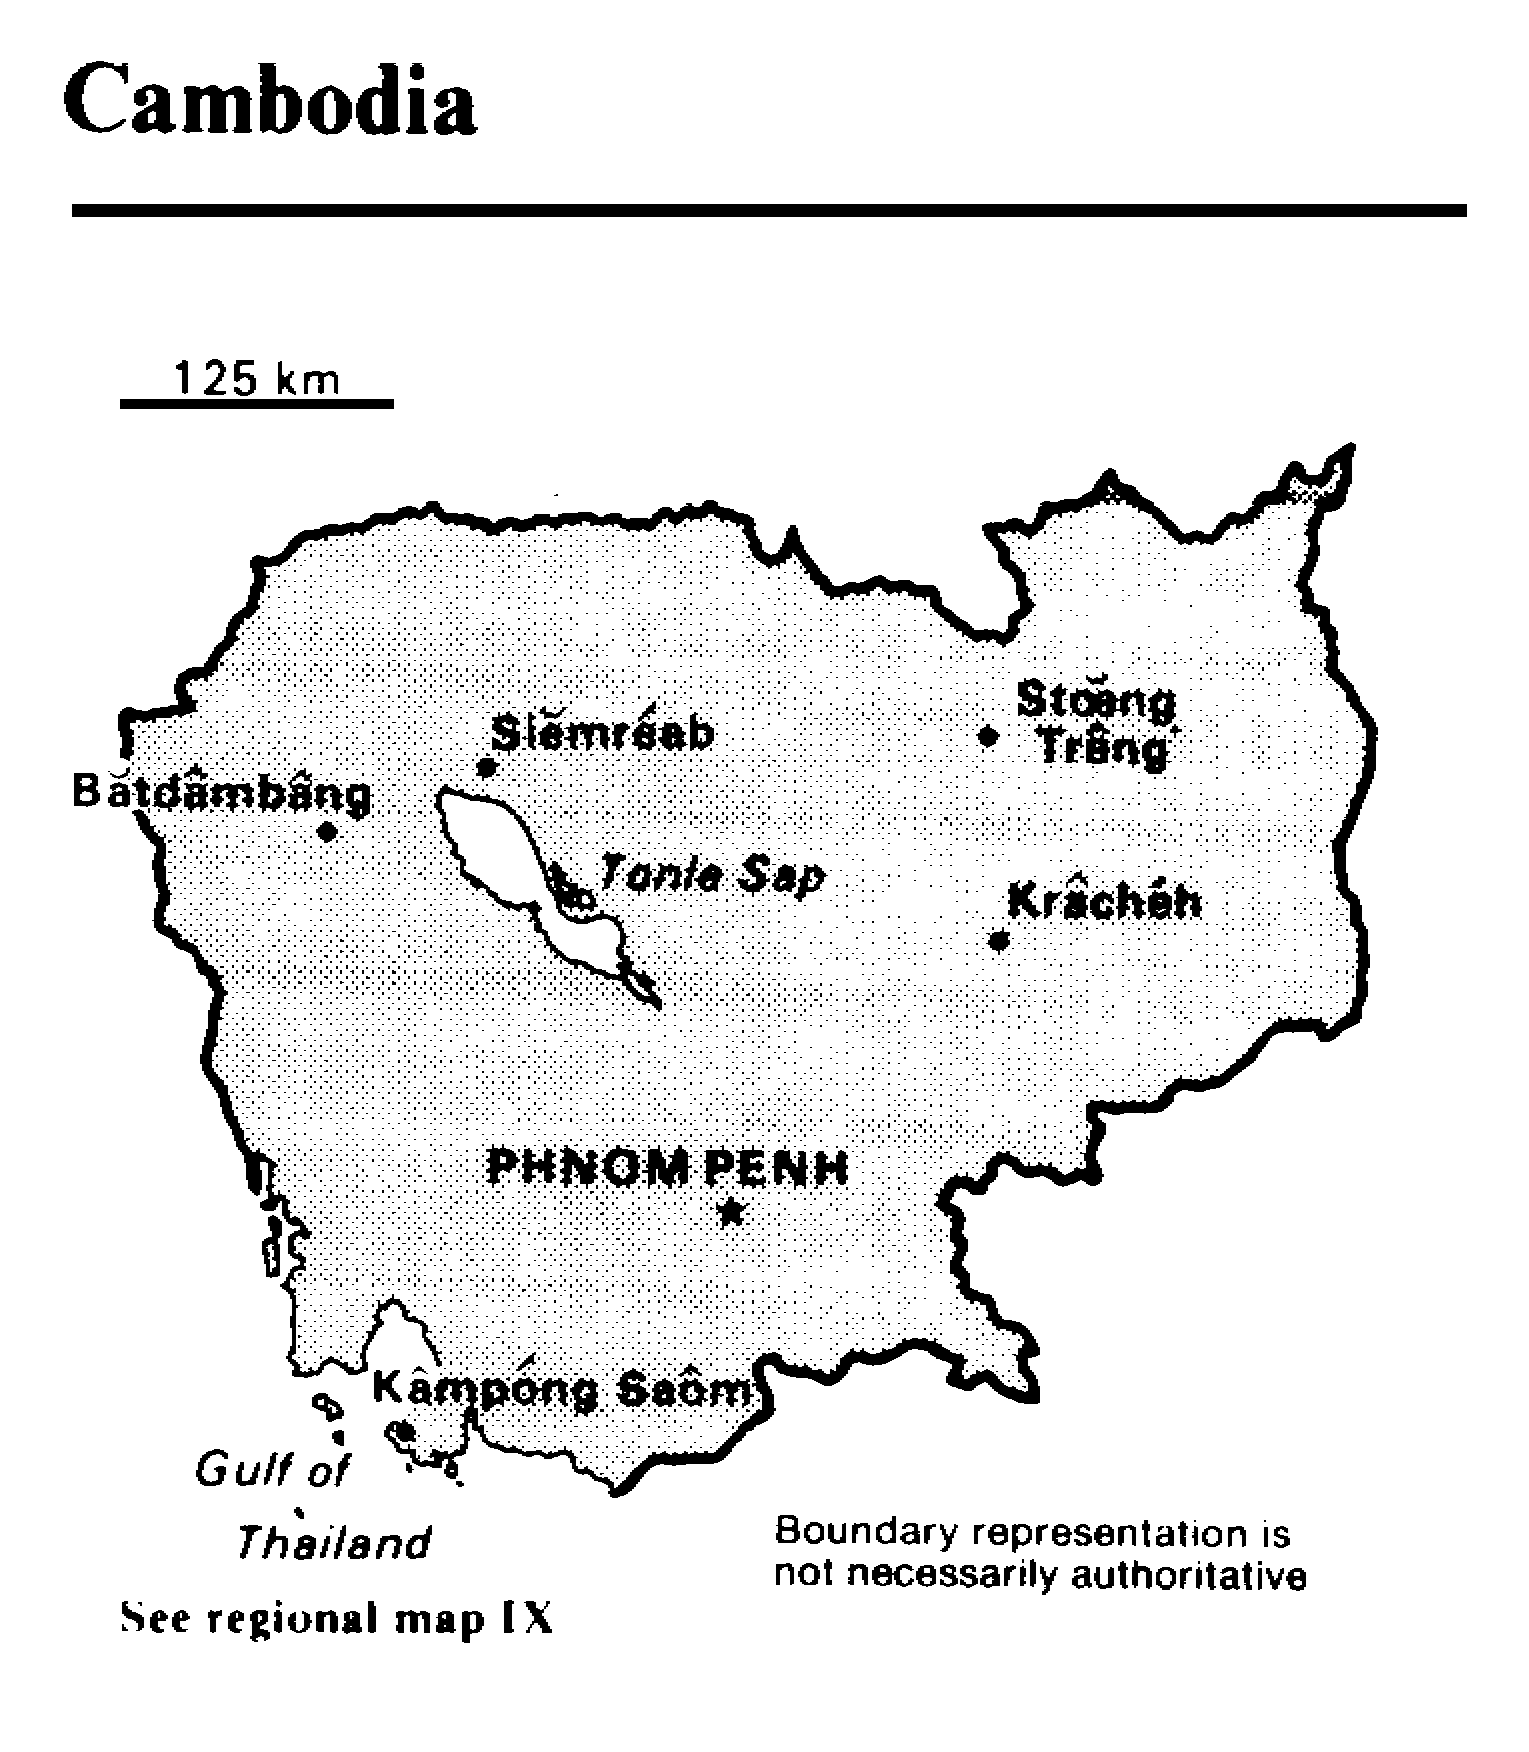 Cambodia
125 km
Siĕmréab
Stœ̆ng
Trêng
Bătdâmbâng
Tonle Sap
Krâchéh
PHNOM PENH
Kâmpóng Saôm
Gulf of
Thailand
Boundary representation is
not necessarily authoritative
See regional map IX